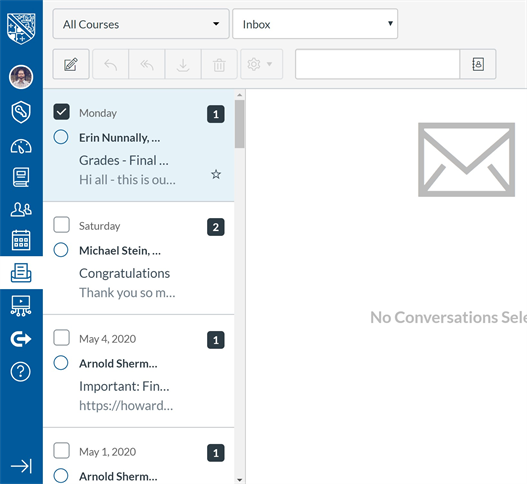 All Courses
Inbox
Monday
1
Erin Nunnally, ...
Grades - Final ...
Hi all - this is ou...
Saturday
2
Michael Stein, ...
Congratulations
Thank you so m...
May 4, 2020
1
Arnold Sherm...
Important: Fin...
https://howard...
May 1, 2020
1
Arnold Sherm...
No Conversations Sele